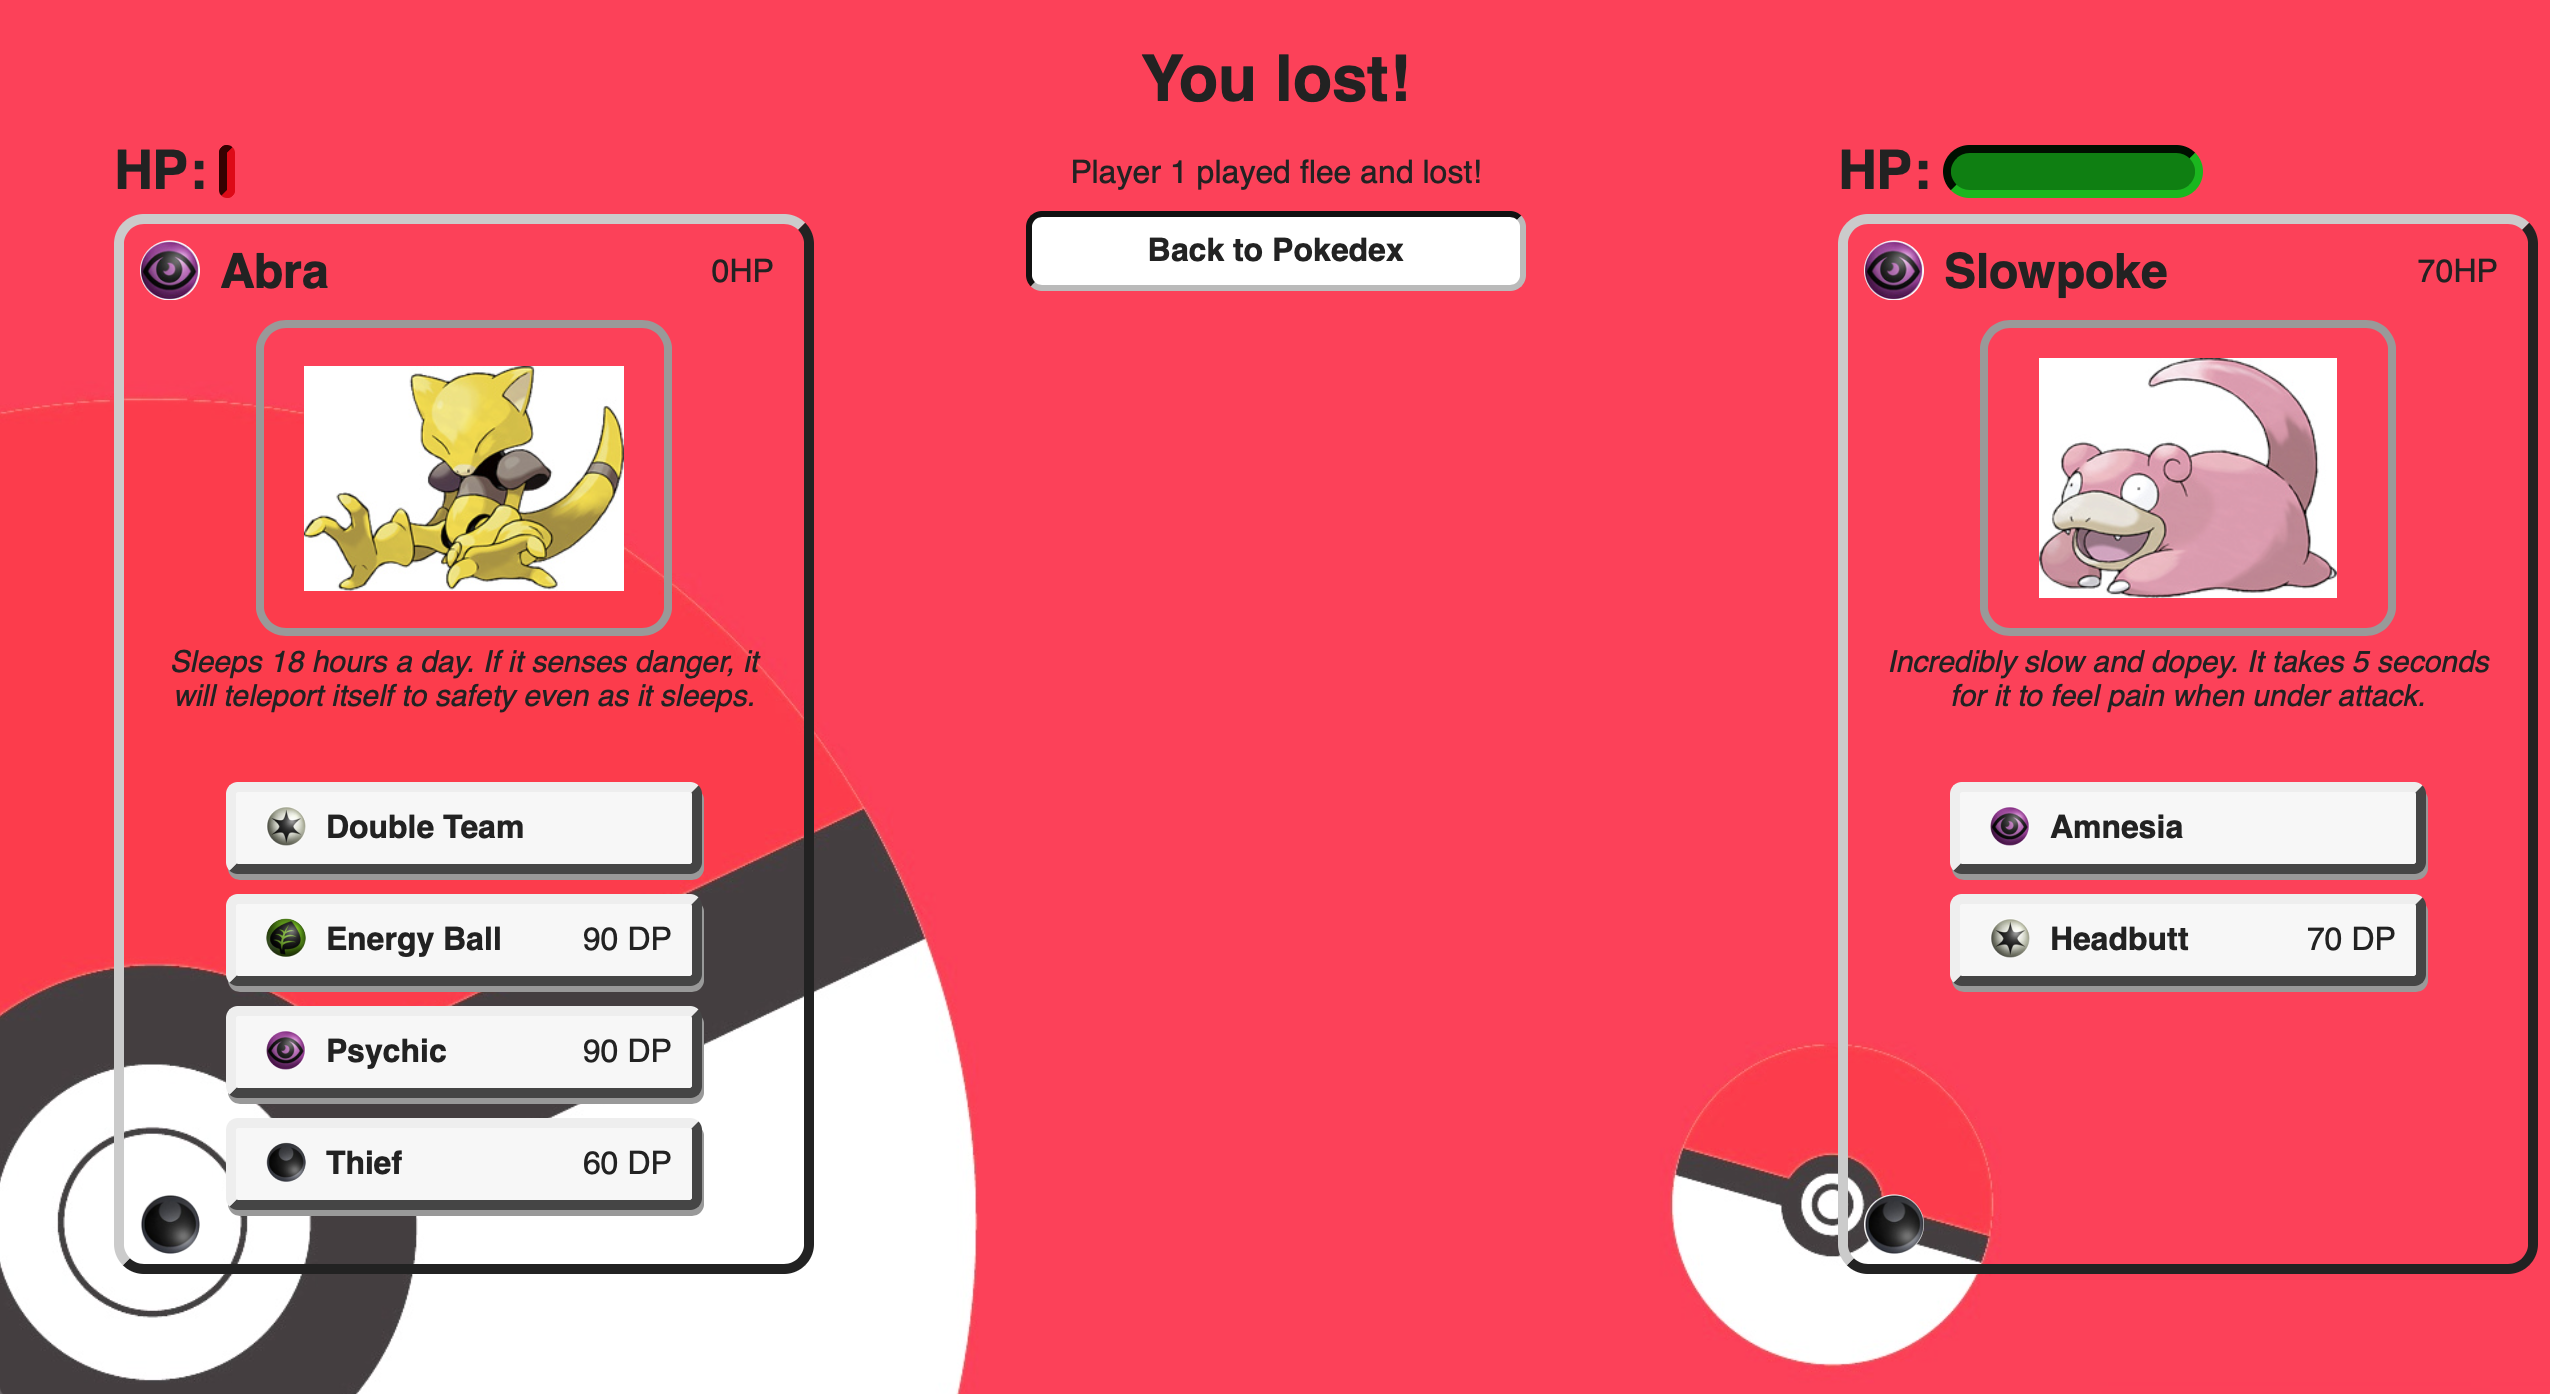 You lost!
Player 1 played flee and lost!
Back to Pokedex
HP:
Abra 0HP
Sleeps 18 hours a day. If it senses danger, it
will teleport itself to safety even as it sleeps.
Double Team
Energy Ball 90 DP
Psychic 90 DP
Thief 60 DP
HP:
Slowpoke 70HP
Incredibly slow and dopey. It takes 5 seconds
for it to feel pain when under attack.
Amnesia
Headbutt 70 DP